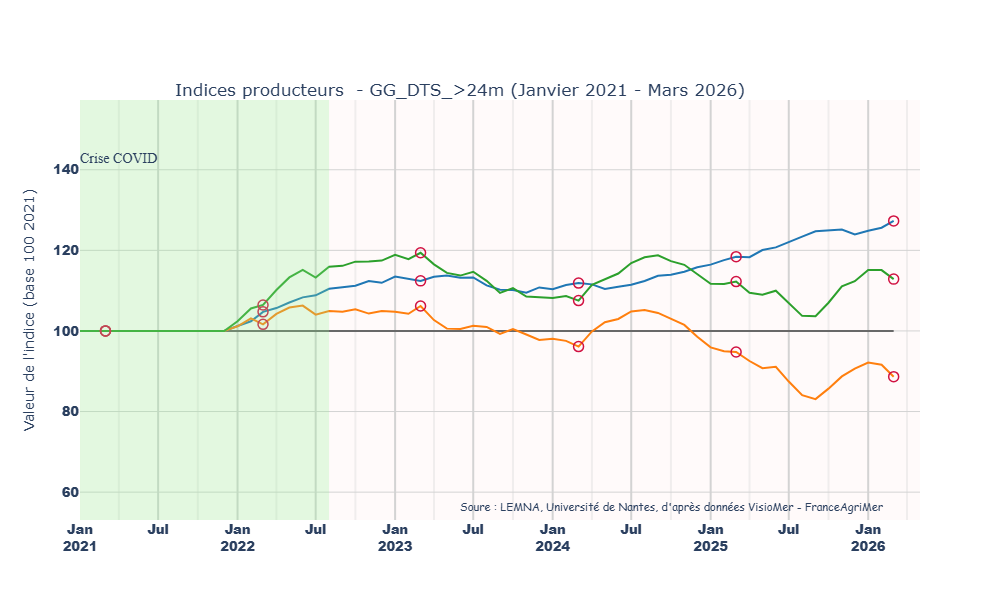 Indices producteurs  - GG_DTS_>24m (Janvier 2021 - Mars 2026)
Crise COVID
Valeur de l'indice (base 100 2021)
140
120
100
80
60
Soure : LEMNA, Université de Nantes, d'après données VisioMer - FranceAgriMer
Jan Jul Jan Jul Jan Jul Jan Jul Jan Jul Jan
2021 2022 2023 2024 2025 2026